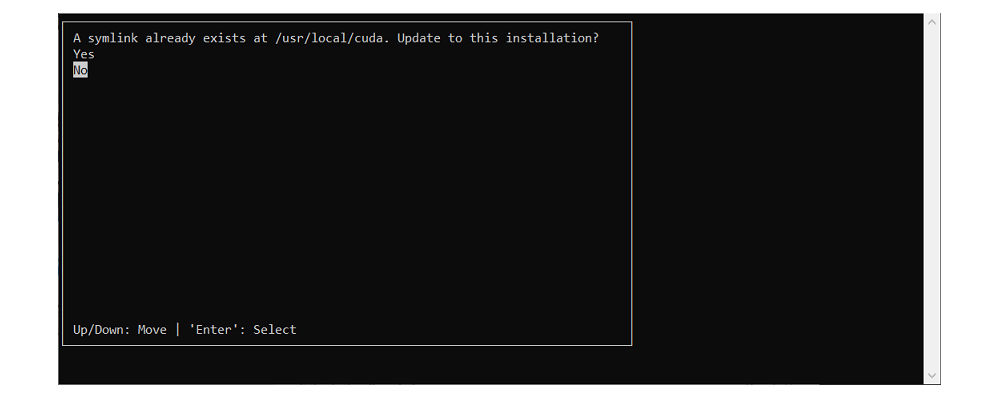 A symlink already exists at /usr/local/cuda. Update to this installation?
Yes
No
Up/Down: Move | 'Enter': Select